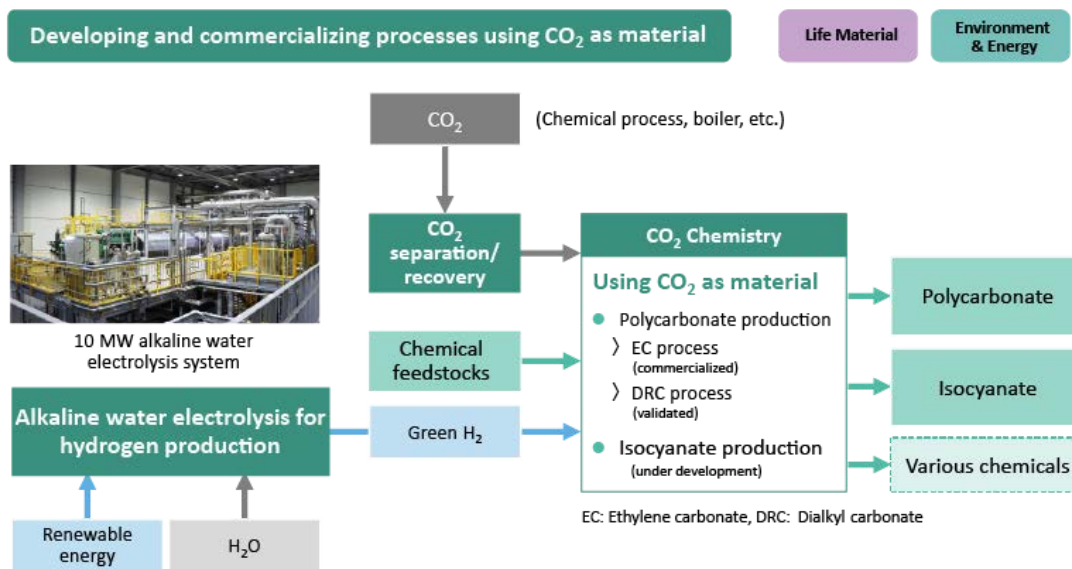 Developing and commercializing processes using CO₂ as material
Life Material
Environment
& Energy
CO₂
(Chemical process, boiler, etc.)
CO₂
separation/
recovery
CO₂ Chemistry
Using CO₂ as material
● Polycarbonate production
〉 EC process
(commercialized)
〉 DRC process
(validated)
● Isocyanate production
(under development)
Polycarbonate
Isocyanate
Various chemicals
10 MW alkaline water
electrolysis system
Chemical
feedstocks
Alkaline water electrolysis for
hydrogen production
Green H₂
Renewable
energy
H₂O
EC: Ethylene carbonate, DRC: Dialkyl carbonate